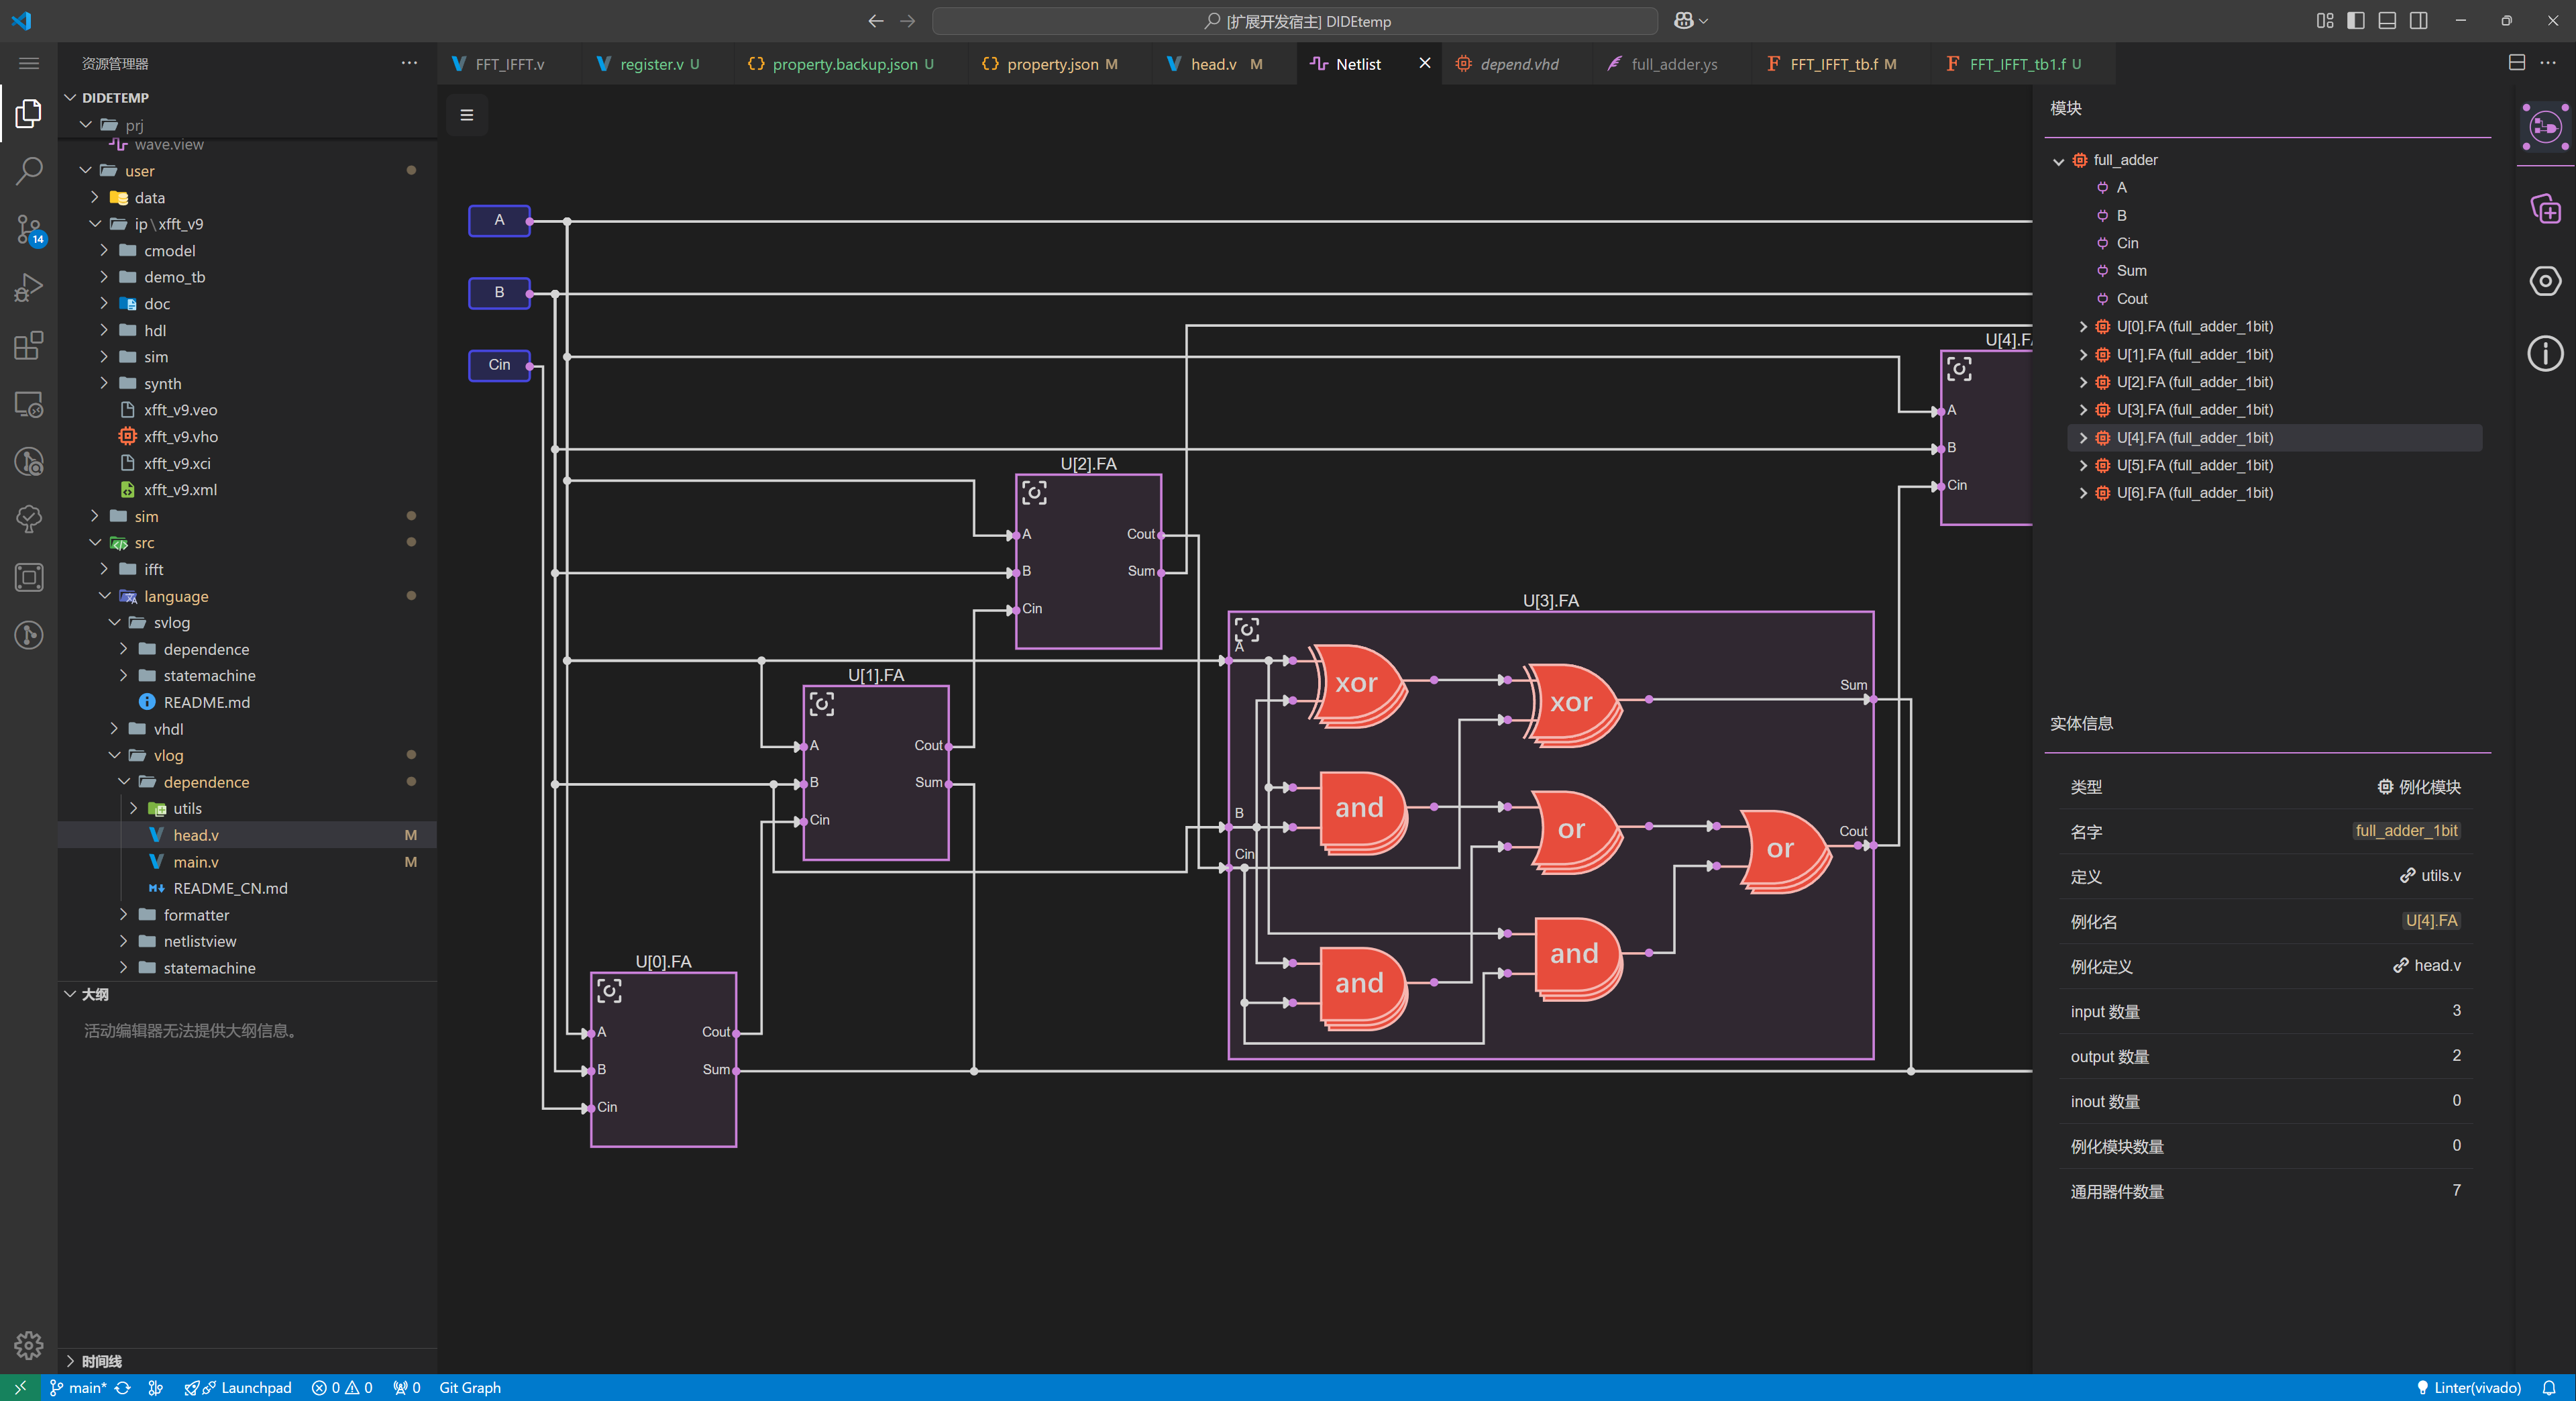 [扩展开发宿主] DIDEtemp
资源管理器
DIDETEMP
prj
wave.view
user
data
ip\xfft_v9
cmodel
demo_tb
doc
hdl
sim
synth
xfft_v9.veo
xfft_v9.vho
xfft_v9.xci
xfft_v9.xml
sim
src
ifft
language
svlog
dependence
statemachine
README.md
vhdl
vlog
dependence
utils
head.v M
main.v M
README_CN.md
formatter
netlistview
statemachine
大纲
活动编辑器无法提供大纲信息。
时间线
14
FFT_IFFT.v
register.v U
property.backup.json U
property.json M
head.v M
Netlist
depend.vhd
full_adder.ys
FFT_IFFT_tb.f M
FFT_IFFT_tb1.f U
A
B
Cin
U[0].FA
A
B
Cin
Cout
Sum
U[1].FA
A
B
Cin
Cout
Sum
U[2].FA
A
B
Cin
Cout
Sum
U[3].FA
A
B
Cin
xor
xor
and
or
or
and
and
Sum
Cout
U[4].FA
A
B
Cin
模块
full_adder
A
B
Cin
Sum
Cout
U[0].FA (full_adder_1bit)
U[1].FA (full_adder_1bit)
U[2].FA (full_adder_1bit)
U[3].FA (full_adder_1bit)
U[4].FA (full_adder_1bit)
U[5].FA (full_adder_1bit)
U[6].FA (full_adder_1bit)
实体信息
类型 例化模块
名字 full_adder_1bit
定义 utils.v
例化名 U[4].FA
例化定义 head.v
input 数量 3
output 数量 2
inout 数量 0
例化模块数量 0
通用器件数量 7
main* Launchpad 0 0 0 Git Graph
Linter(vivado)